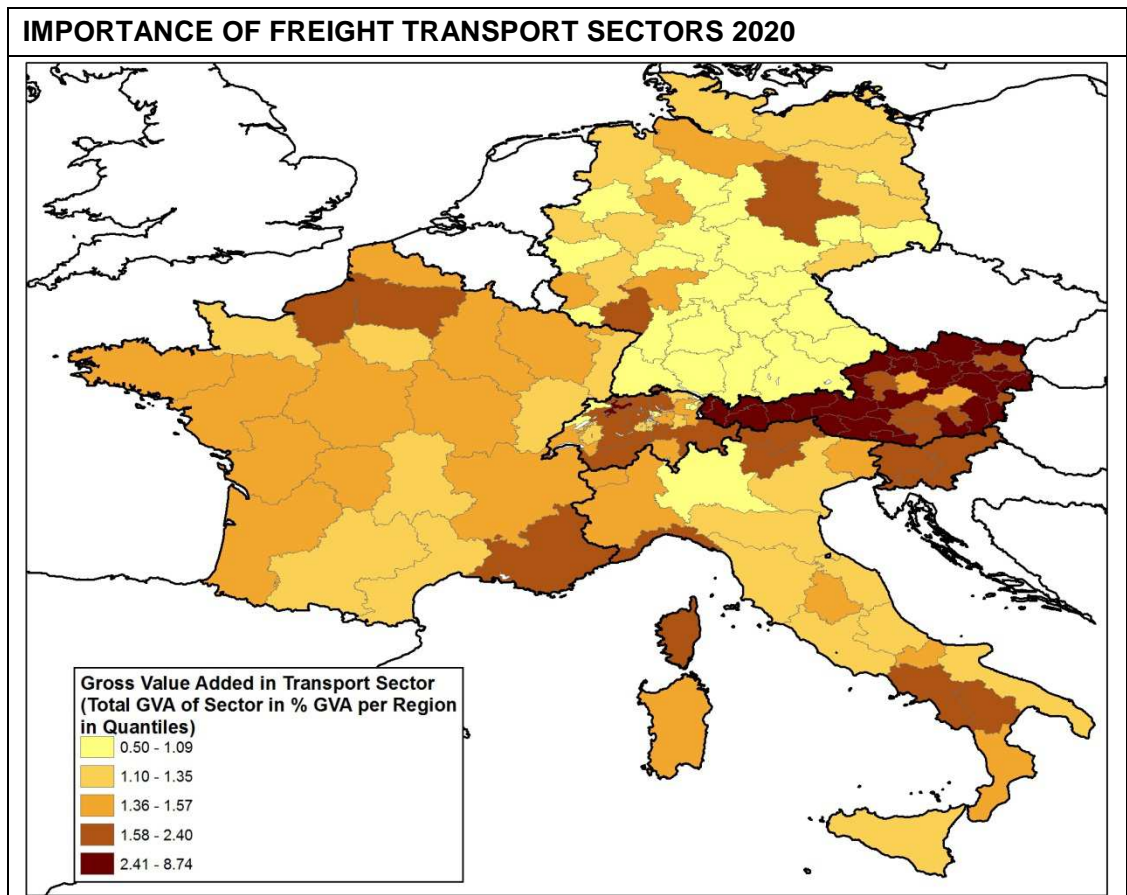 IMPORTANCE OF FREIGHT TRANSPORT SECTORS 2020
Gross Value Added in Transport Sector
(Total GVA of Sector in % GVA per Region
in Quantiles)
0.50 - 1.09
1.10 - 1.35
1.36 - 1.57
1.58 - 2.40
2.41 - 8.74